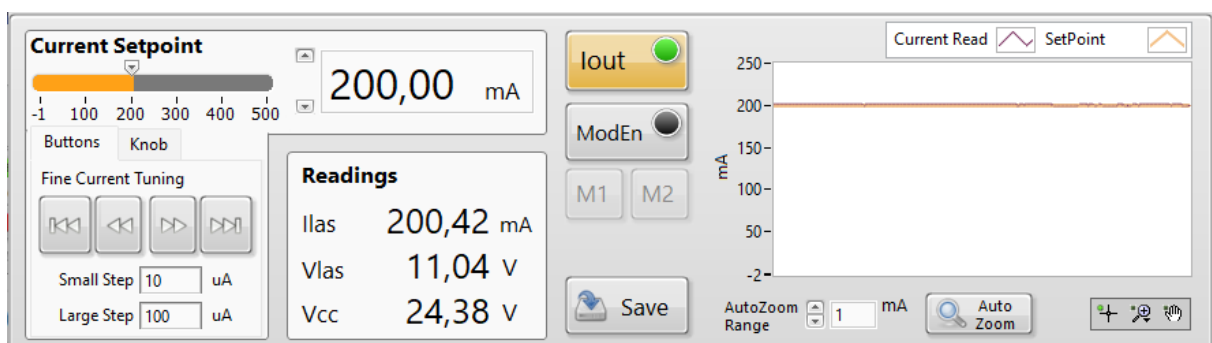 Current Setpoint
200,00 mA
-1 100 200 300 400 500
Buttons Knob
Fine Current Tuning
Small Step 10 uA
Large Step 100 uA
Readings
Ilas 200,42 mA
Vlas 11,04 V
Vcc 24,38 V
Iout
ModEn
M1 M2
Save
Current Read SetPoint
250
200
150
100
50
-2
mA
AutoZoom Range 1 mA
Auto Zoom